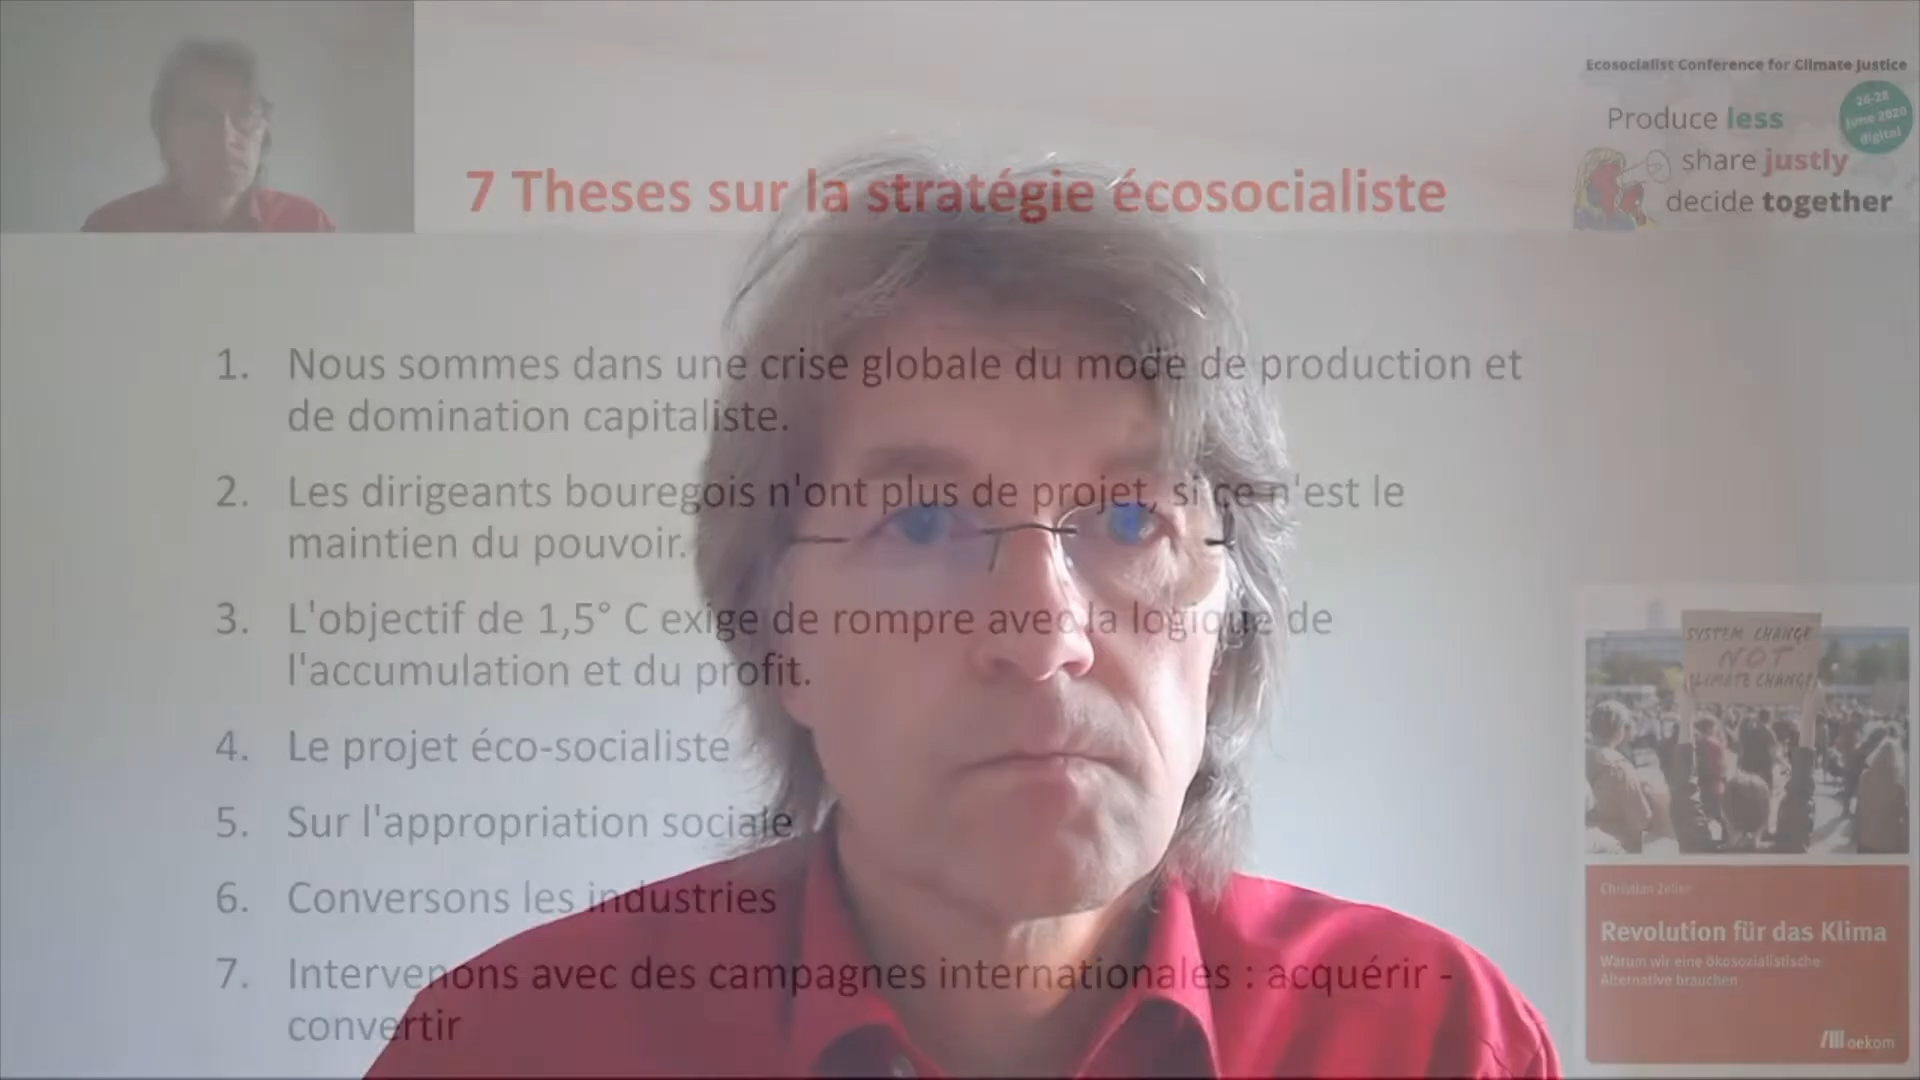 Ecosocialist Conference for Climate Justice
26-28
June 2020
digital
Produce less
share justly
decide together
7 Theses sur la stratégie écosocialiste
1. Nous sommes dans une crise globale du mode de production et
de domination capitaliste.
2. Les dirigeants bouregois n'ont plus de projet, si ce n'est le
maintien du pouvoir.
3. L'objectif de 1,5° C exige de rompre avec la logique de
l'accumulation et du profit.
4. Le projet éco-socialiste
5. Sur l'appropriation sociale
6. Conversons les industries
7. Intervenons avec des campagnes internationales : acquérir -
convertir
SYSTEM CHANGE
NOT
CLIMATE CHANGE
Christian Zeller
Revolution für das Klima
Warum wir eine ökosozialistische
Alternative brauchen
oekom